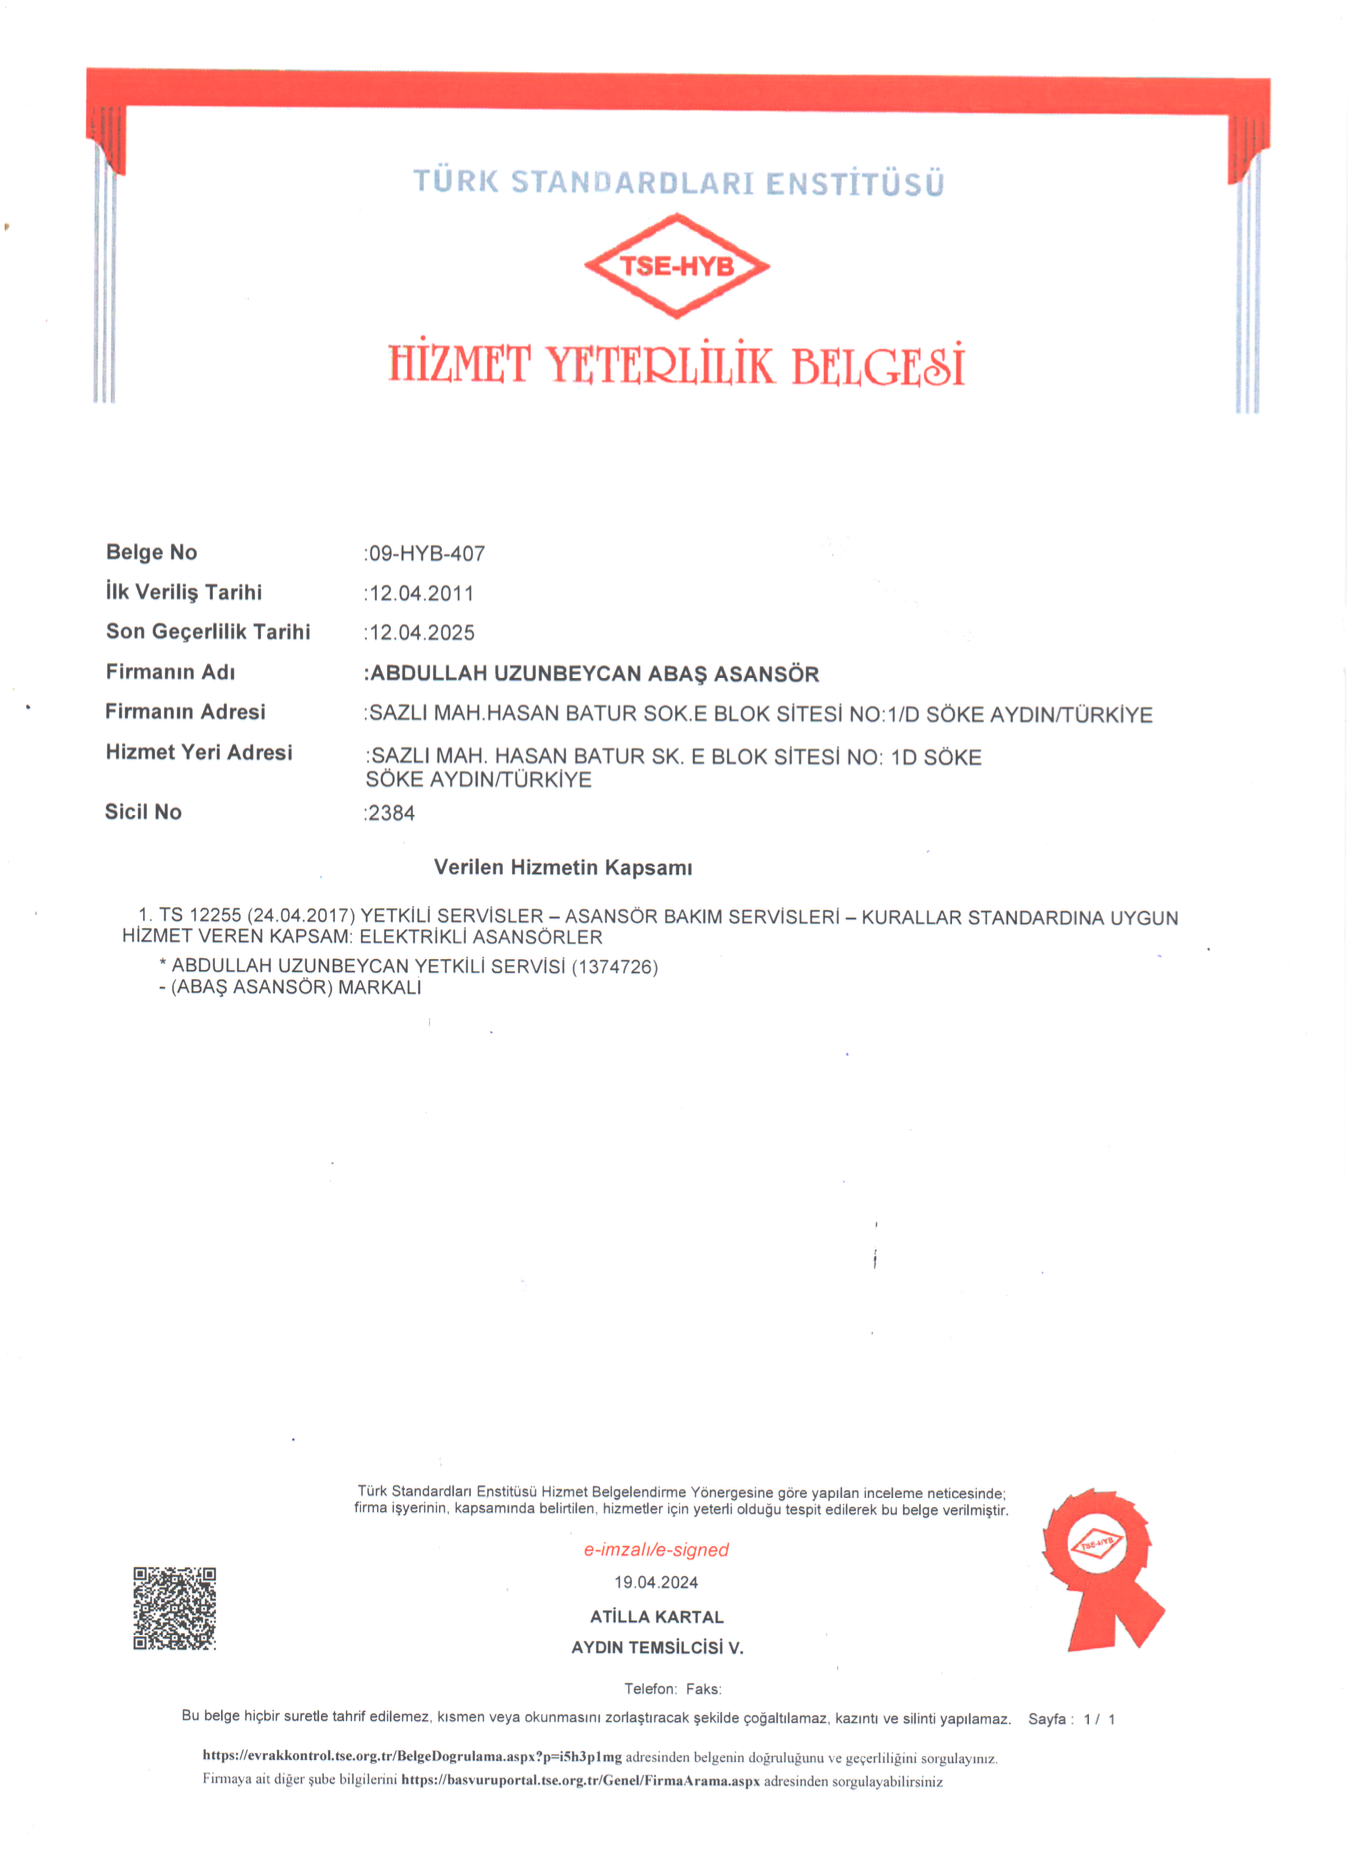 TÜRK STANDARDLARI ENSTİTÜSÜ
TSE-HYB
HİZMET YETERLİLİK BELGESİ
Belge No :09-HYB-407
İlk Veriliş Tarihi :12.04.2011
Son Geçerlilik Tarihi :12.04.2025
Firmanın Adı :ABDULLAH UZUNBEYCAN ABAŞ ASANSÖR
Firmanın Adresi :SAZLI MAH.HASAN BATUR SOK.E BLOK SİTESİ NO:1/D SÖKE AYDIN/TÜRKİYE
Hizmet Yeri Adresi :SAZLI MAH. HASAN BATUR SK. E BLOK SİTESİ NO: 1D SÖKE
SÖKE AYDIN/TÜRKİYE
Sicil No :2384
Verilen Hizmetin Kapsamı
1. TS 12255 (24.04.2017) YETKİLİ SERVİSLER – ASANSÖR BAKIM SERVİSLERİ – KURALLAR STANDARDINA UYGUN
HİZMET VEREN KAPSAM: ELEKTRİKLİ ASANSÖRLER
* ABDULLAH UZUNBEYCAN YETKİLİ SERVİSİ (1374726)
- (ABAŞ ASANSÖR) MARKALI
Türk Standardları Enstitüsü Hizmet Belgelendirme Yönergesine göre yapılan inceleme neticesinde;
firma işyerinin, kapsamında belirtilen, hizmetler için yeterli olduğu tespit edilerek bu belge verilmiştir.
TSE-HYB
e-imzalı/e-signed
19.04.2024
ATİLLA KARTAL
AYDIN TEMSİLCİSİ V.
Telefon: Faks:
Bu belge hiçbir suretle tahrif edilemez, kısmen veya okunmasını zorlaştıracak şekilde çoğaltılamaz, kazıntı ve silinti yapılamaz. Sayfa : 1 / 1
https://evrakkontrol.tse.org.tr/BelgeDogrulama.aspx?p=i5h3p1mg adresinden belgenin doğruluğunu ve geçerliliğini sorgulayınız.
Firmaya ait diğer şube bilgilerini https://basvuruportal.tse.org.tr/Genel/FirmaArama.aspx adresinden sorgulayabilirsiniz